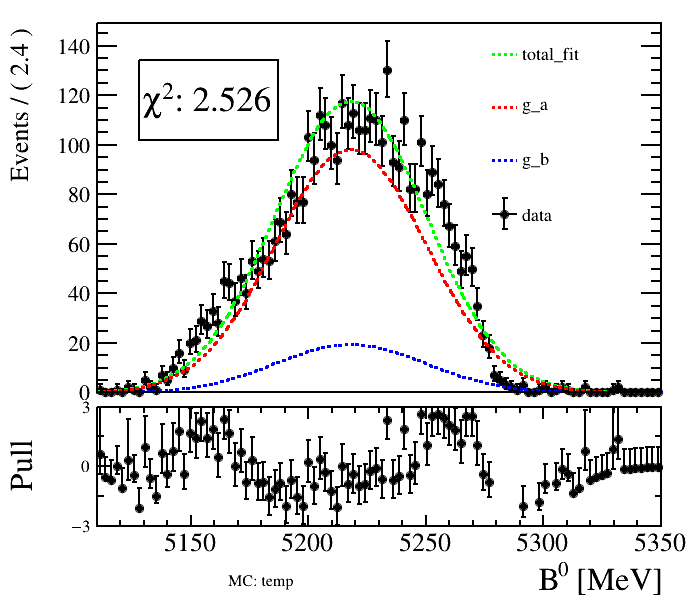 Events / ( 2.4 )
140
120
100
80
60
40
20
0
χ²: 2.526
total_fit
g_a
g_b
data
Pull
3
0
−3
5150
5200
5250
5300
5350
MC: temp
B⁰ [MeV]